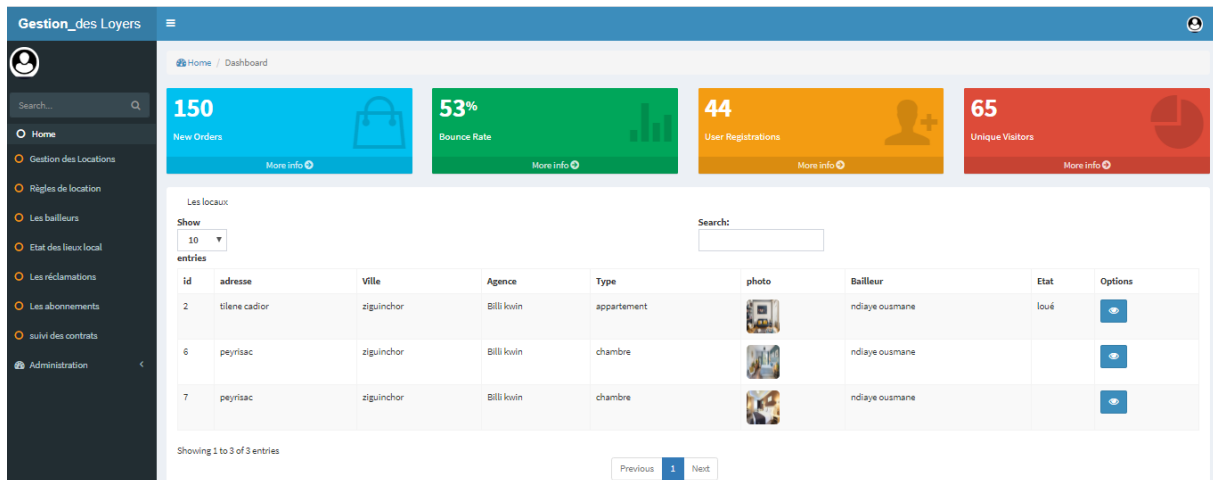 Gestion_des Loyers
Search...
Home
Gestion des Locations
Règles de location
Les bailleurs
Etat des lieux local
Les réclamations
Les abonnements
suivi des contrats
Administration
Home / Dashboard
150
New Orders
More info
53%
Bounce Rate
More info
44
User Registrations
More info
65
Unique Visitors
More info
Les locaux
Show
10
entries
Search:
id adresse Ville Agence Type photo Bailleur Etat Options
2 tilene cadior ziguinchor Billi kwin appartement ndiaye ousmane loué
6 peyrisac ziguinchor Billi kwin chambre ndiaye ousmane
7 peyrisac ziguinchor Billi kwin chambre ndiaye ousmane
Showing 1 to 3 of 3 entries
Previous 1 Next